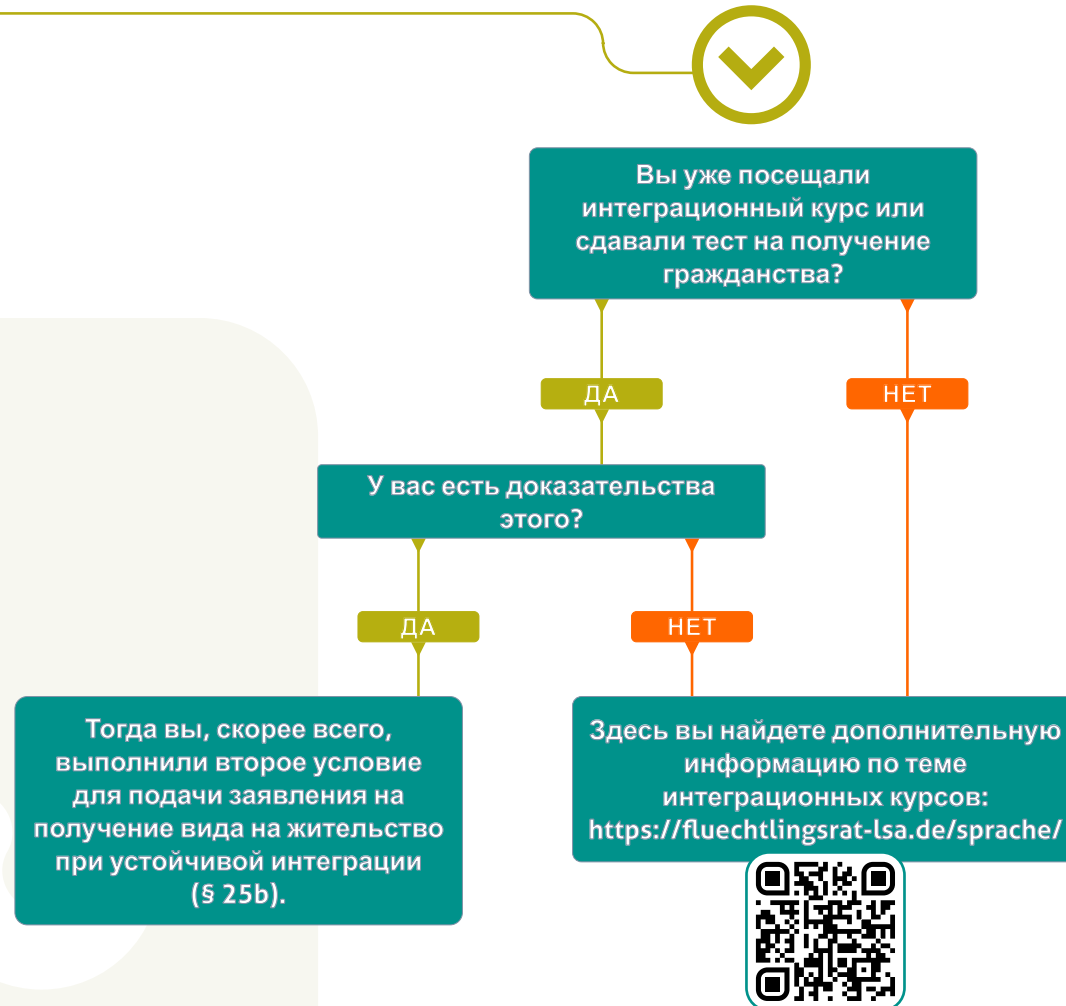 Вы уже посещали
интеграционный курс или
сдавали тест на получение
гражданства?
ДА
НЕТ
У вас есть доказательства
этого?
ДА
НЕТ
Тогда вы, скорее всего,
выполнили второе условие
для подачи заявления на
получение вида на жительство
при устойчивой интеграции
(§ 25b).
Здесь вы найдете дополнительную
информацию по теме
интеграционных курсов:
https://fluechtlingsrat-lsa.de/sprache/